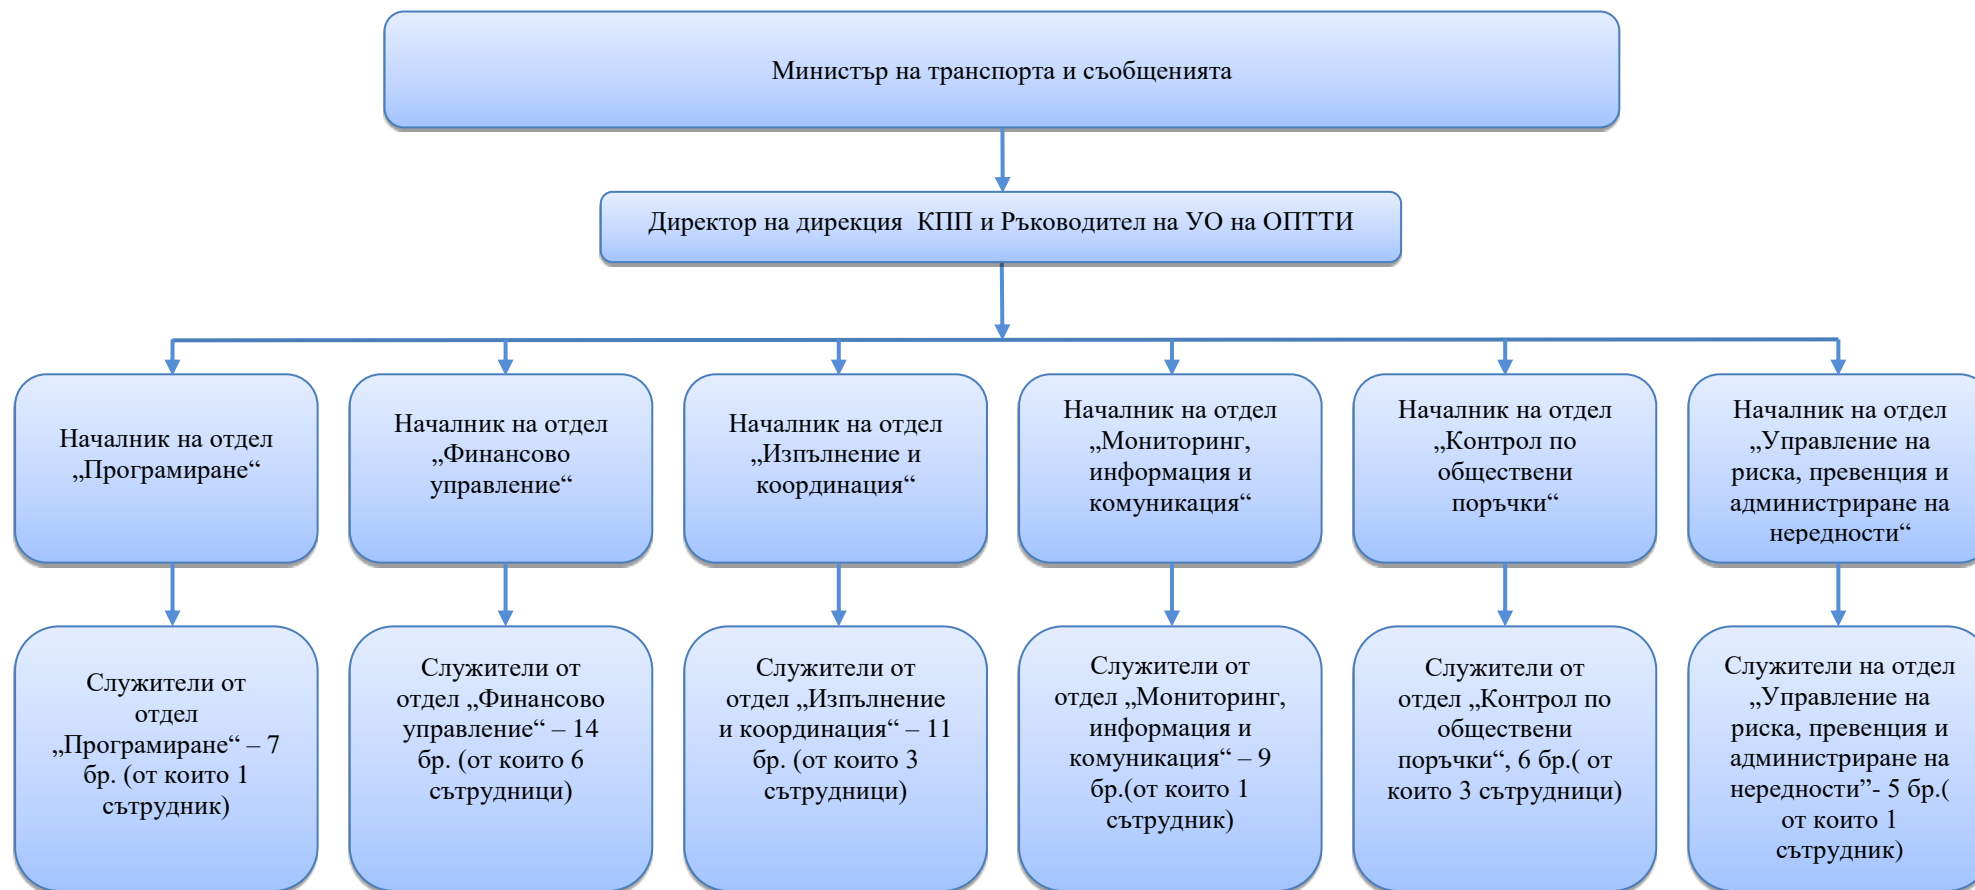 Министър на транспорта и съобщенията
Директор на дирекция  КПП и Ръководител на УО на ОПТТИ
Началник на отдел
„Програмиране“
Началник на отдел
„Финансово
управление“
Началник на отдел
„Изпълнение и
координация“
Началник на отдел
„Мониторинг,
информация и
комуникация“
Началник на отдел
„Контрол по
обществени
поръчки“
Началник на отдел
„Управление на
риска, превенция и
администриране на
нередности“
Служители от
отдел
„Програмиране“ – 7
бр. (от които 1
сътрудник)
Служители от
отдел „Финансово
управление“ – 14
бр. (от които 6
сътрудници)
Служители от
отдел „Изпълнение
и координация“ – 11
бр. (от които 3
сътрудници)
Служители от
отдел „Мониторинг,
информация и
комуникация“ – 9
бр.(от които 1
сътрудник)
Служители от
отдел „Контрол по
обществени
поръчки“, 6 бр.( от
които 3 сътрудници)
Служители на отдел
„Управление на
риска, превенция и
администриране на
нередности”- 5 бр.(
от които 1
сътрудник)